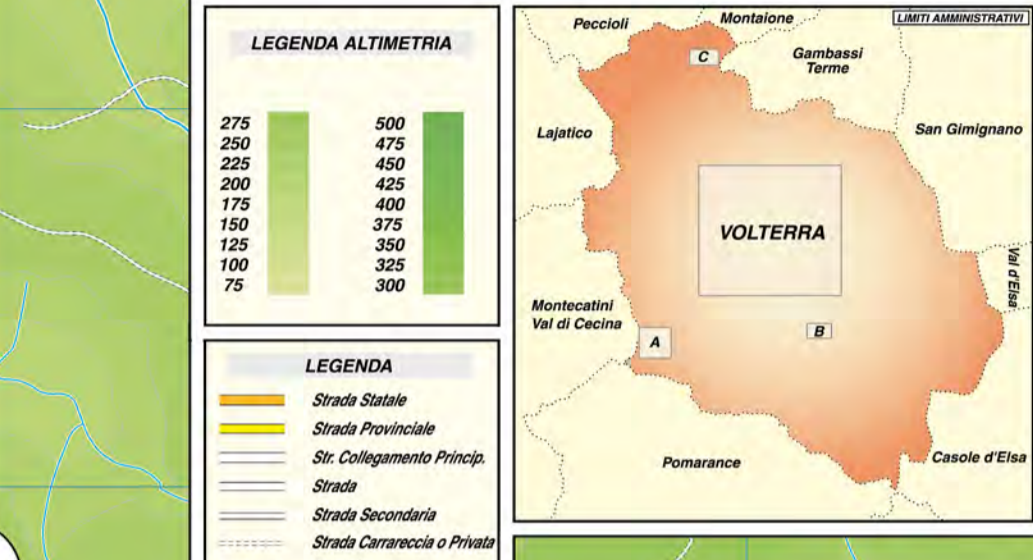 LEGENDA ALTIMETRIA
275
250
225
200
175
150
125
100
75
500
475
450
425
400
375
350
325
300
LEGENDA
Strada Statale
Strada Provinciale
Str. Collegamento Princip.
Strada
Strada Secondaria
Strada Carrareccia o Privata
LIMITI AMMINISTRATIVI
Peccioli
Montaione
C
Gambassi
Terme
Lajatico
San Gimignano
VOLTERRA
Val d'Elsa
Montecatini
Val di Cecina
A
B
Pomarance
Casole d'Elsa